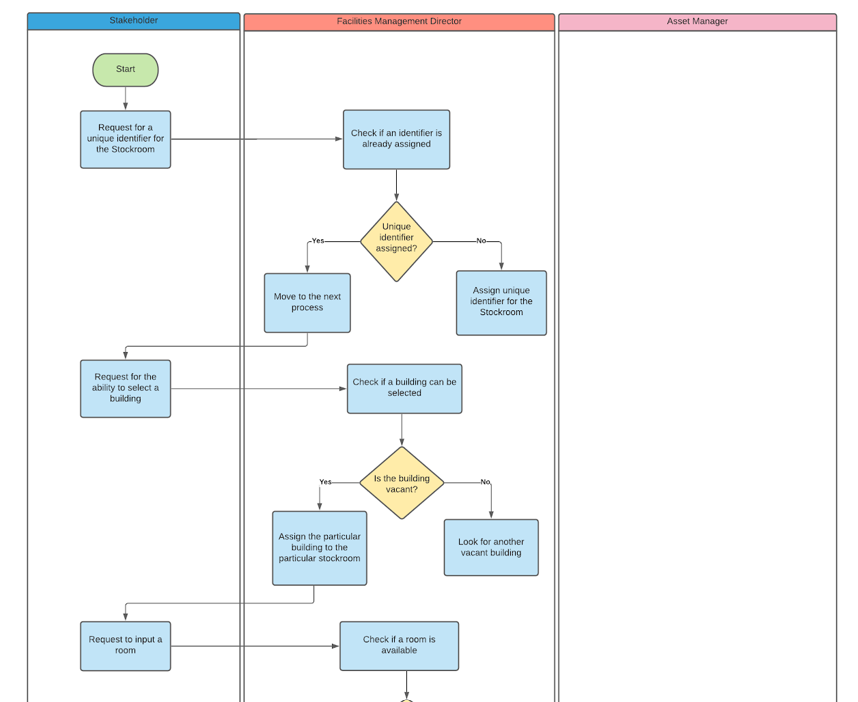 Stakeholder
Facilities Management Director
Asset Manager
Start
Request for a
unique identifier for
the Stockroom
Check if an identifier is
already assigned
Unique
identifier
assigned?
Yes
No
Move to the next
process
Assign unique
identifier for the
Stockroom
Request for the
ability to select a
building
Check if a building can be
selected
Is the building
vacant?
Yes
No
Assign the particular
building to the
particular stockroom
Look for another
vacant building
Request to input a
room
Check if a room is
available